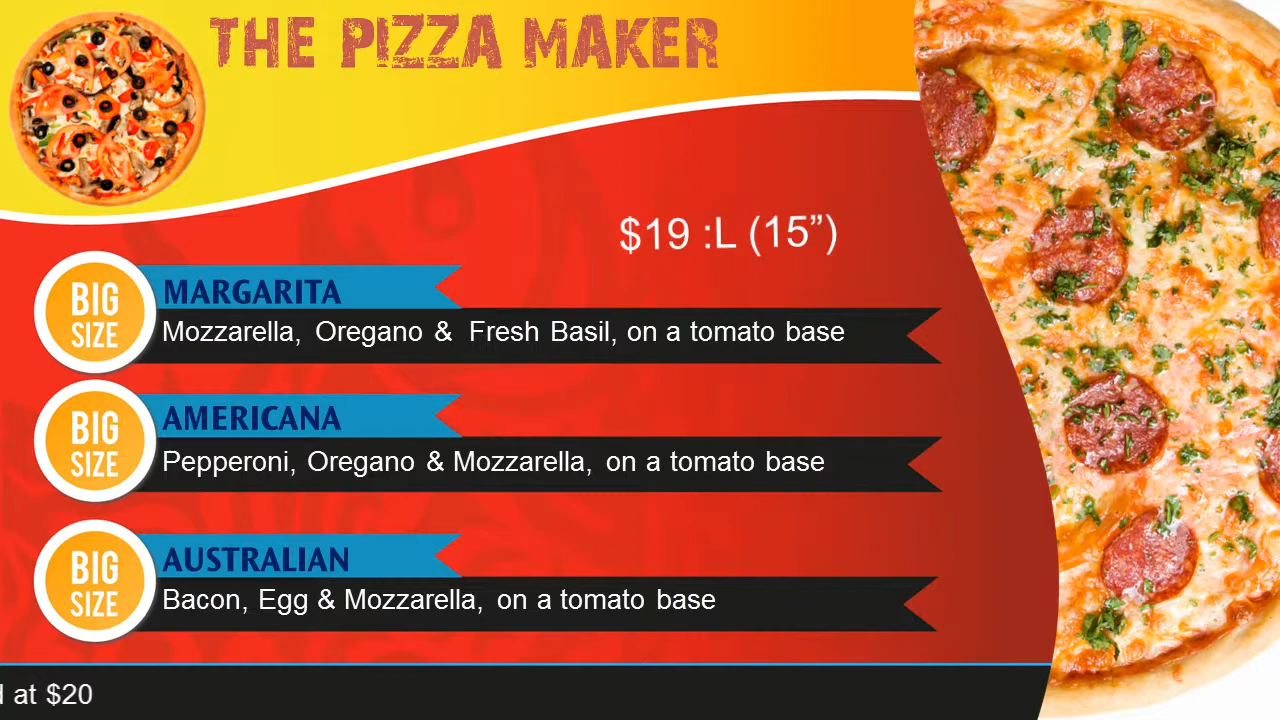 THE PIZZA MAKER
$19 :L (15”)
BIG
SIZE
MARGARITA
Mozzarella, Oregano & Fresh Basil, on a tomato base
BIG
SIZE
AMERICANA
Pepperoni, Oregano & Mozzarella, on a tomato base
BIG
SIZE
AUSTRALIAN
Bacon, Egg & Mozzarella, on a tomato base
at $20